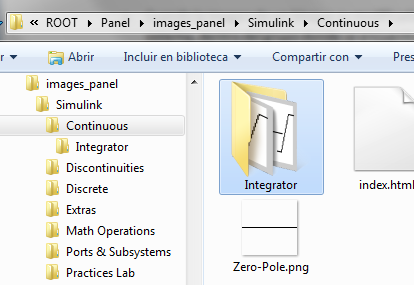 « ROOT ▸ Panel ▸ images_panel ▸ Simulink ▸ Continuous ▸
Abrir Incluir en biblioteca Compartir con Pres
images_panel
Simulink
Continuous
Integrator
Discontinuities
Discrete
Extras
Math Operations
Ports & Subsystems
Practices Lab
Integrator
index.html
Zero-Pole.png